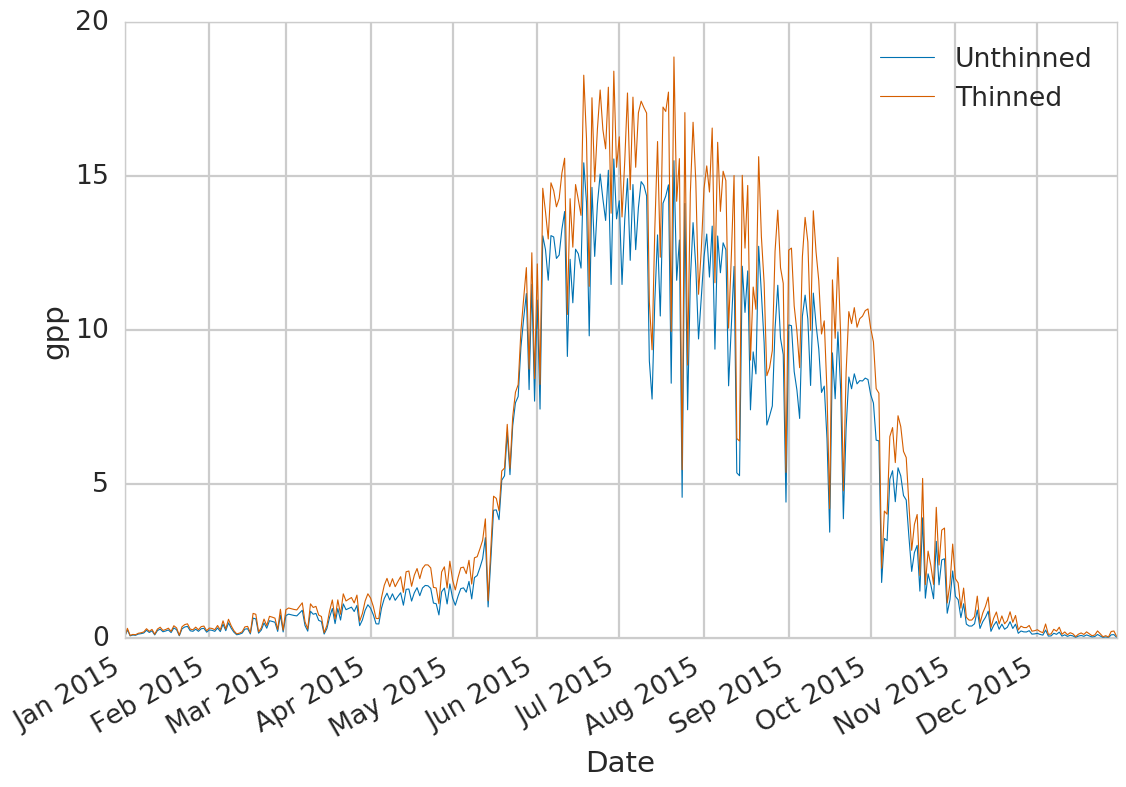 20
15
10
5
0
gpp
Unthinned
Thinned
Jan 2015
Feb 2015
Mar 2015
Apr 2015
May 2015
Jun 2015
Jul 2015
Aug 2015
Sep 2015
Oct 2015
Nov 2015
Dec 2015
Date